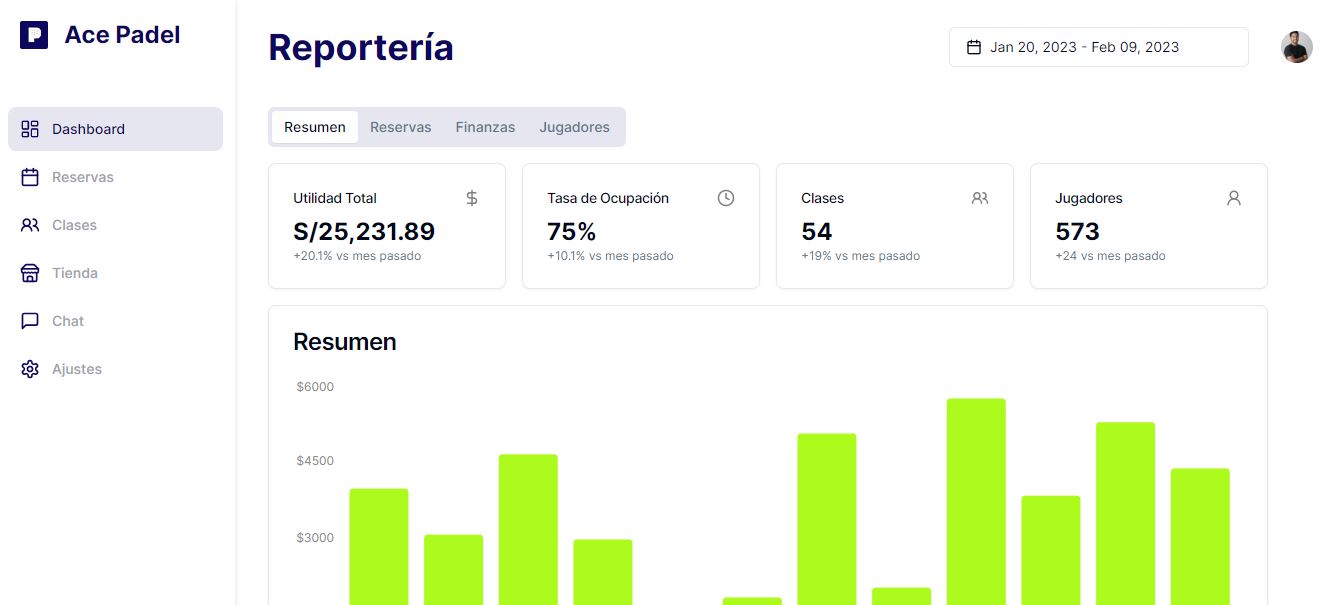 Ace Padel
Reportería
Jan 20, 2023 - Feb 09, 2023
Dashboard
Reservas
Clases
Tienda
Chat
Ajustes
Resumen Reservas Finanzas Jugadores
Utilidad Total
S/25,231.89
+20.1% vs mes pasado
Tasa de Ocupación
75%
+10.1% vs mes pasado
Clases
54
+19% vs mes pasado
Jugadores
573
+24 vs mes pasado
Resumen
$6000
$4500
$3000